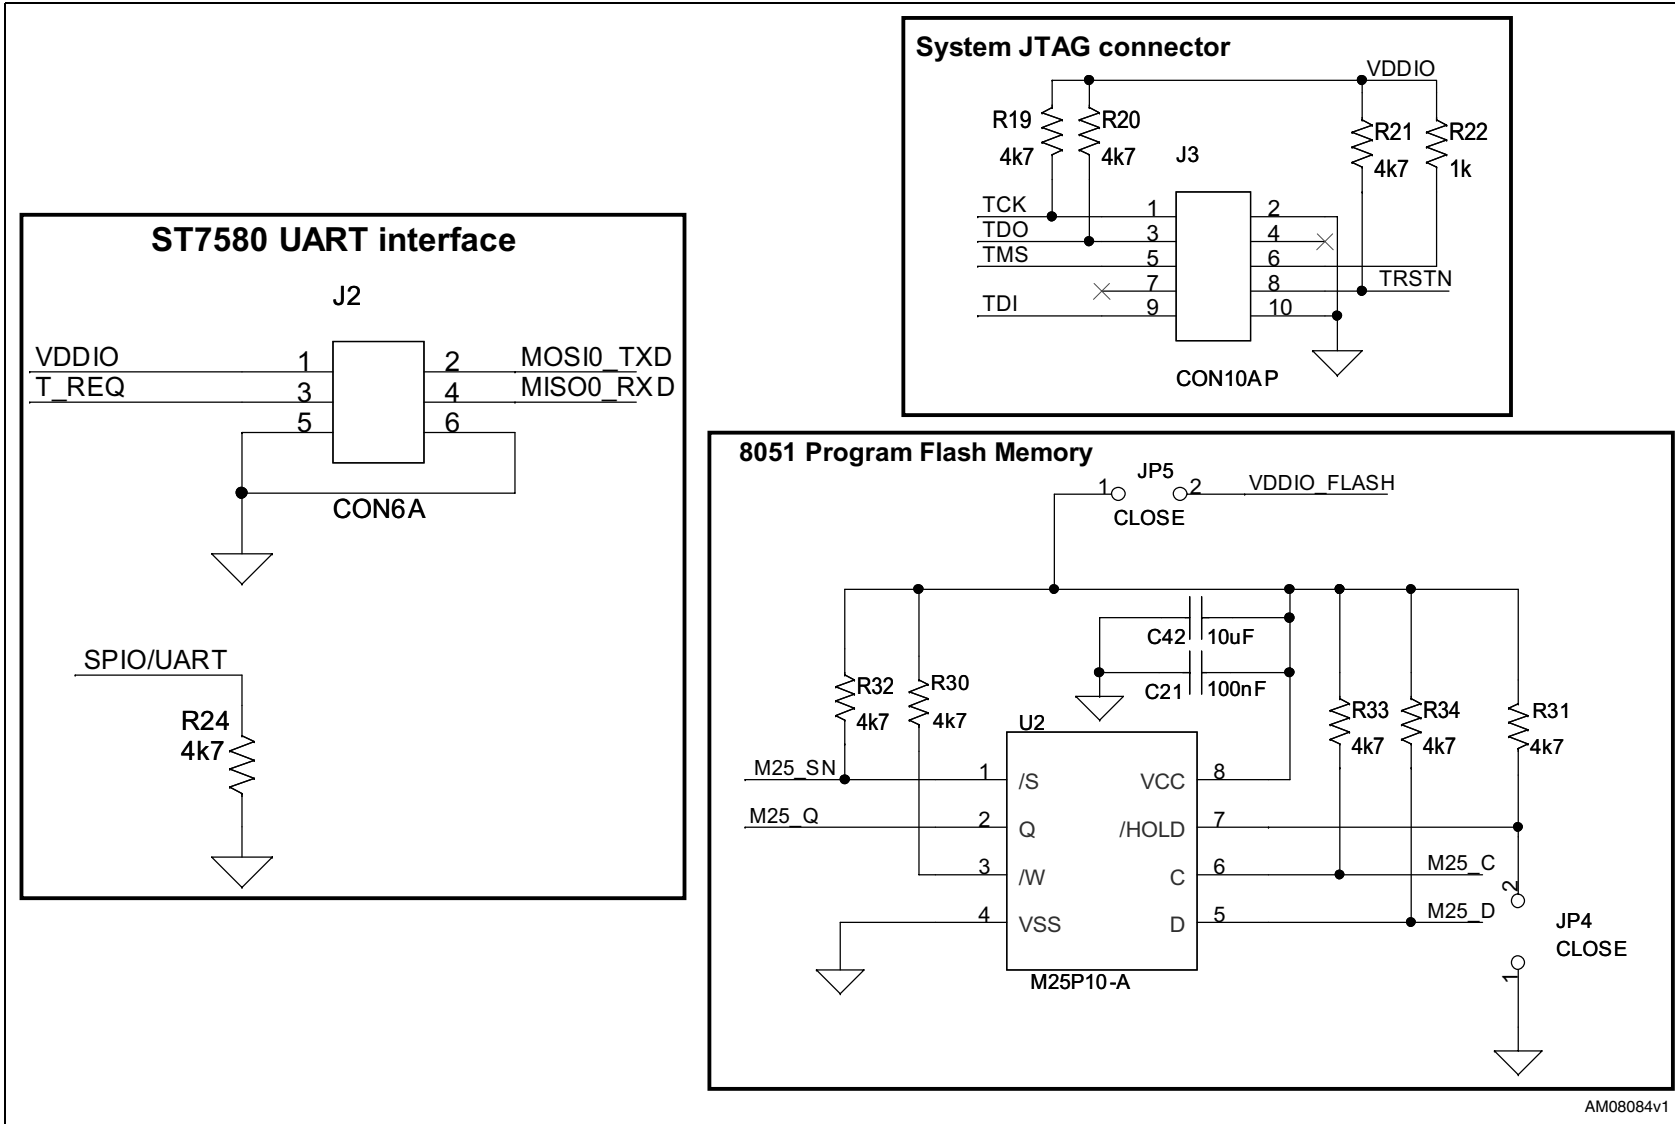 System JTAG connector
VDDIO
R19
4k7
R20
4k7
R21
4k7
R22
1k
J3
TCK
TDO
TMS
TDI
1
3
5
7
9
2
4
6
8
10
TRSTN
CON10AP
ST7580 UART interface
J2
VDDIO
T_REQ
1
3
5
2
4
6
MOSI0_TXD
MISO0_RXD
CON6A
SPIO/UART
R24
4k7
8051 Program Flash Memory
JP5
1
2
VDDIO_FLASH
CLOSE
C42
10uF
C21
100nF
R32
4k7
R30
4k7
R33
4k7
R34
4k7
R31
4k7
U2
M25_SN
1
/S
VCC
8
M25_Q
2
Q
/HOLD
7
3
/W
C
6
M25_C
4
VSS
D
5
M25_D
2
JP4
CLOSE
1
M25P10-A
AM08084v1